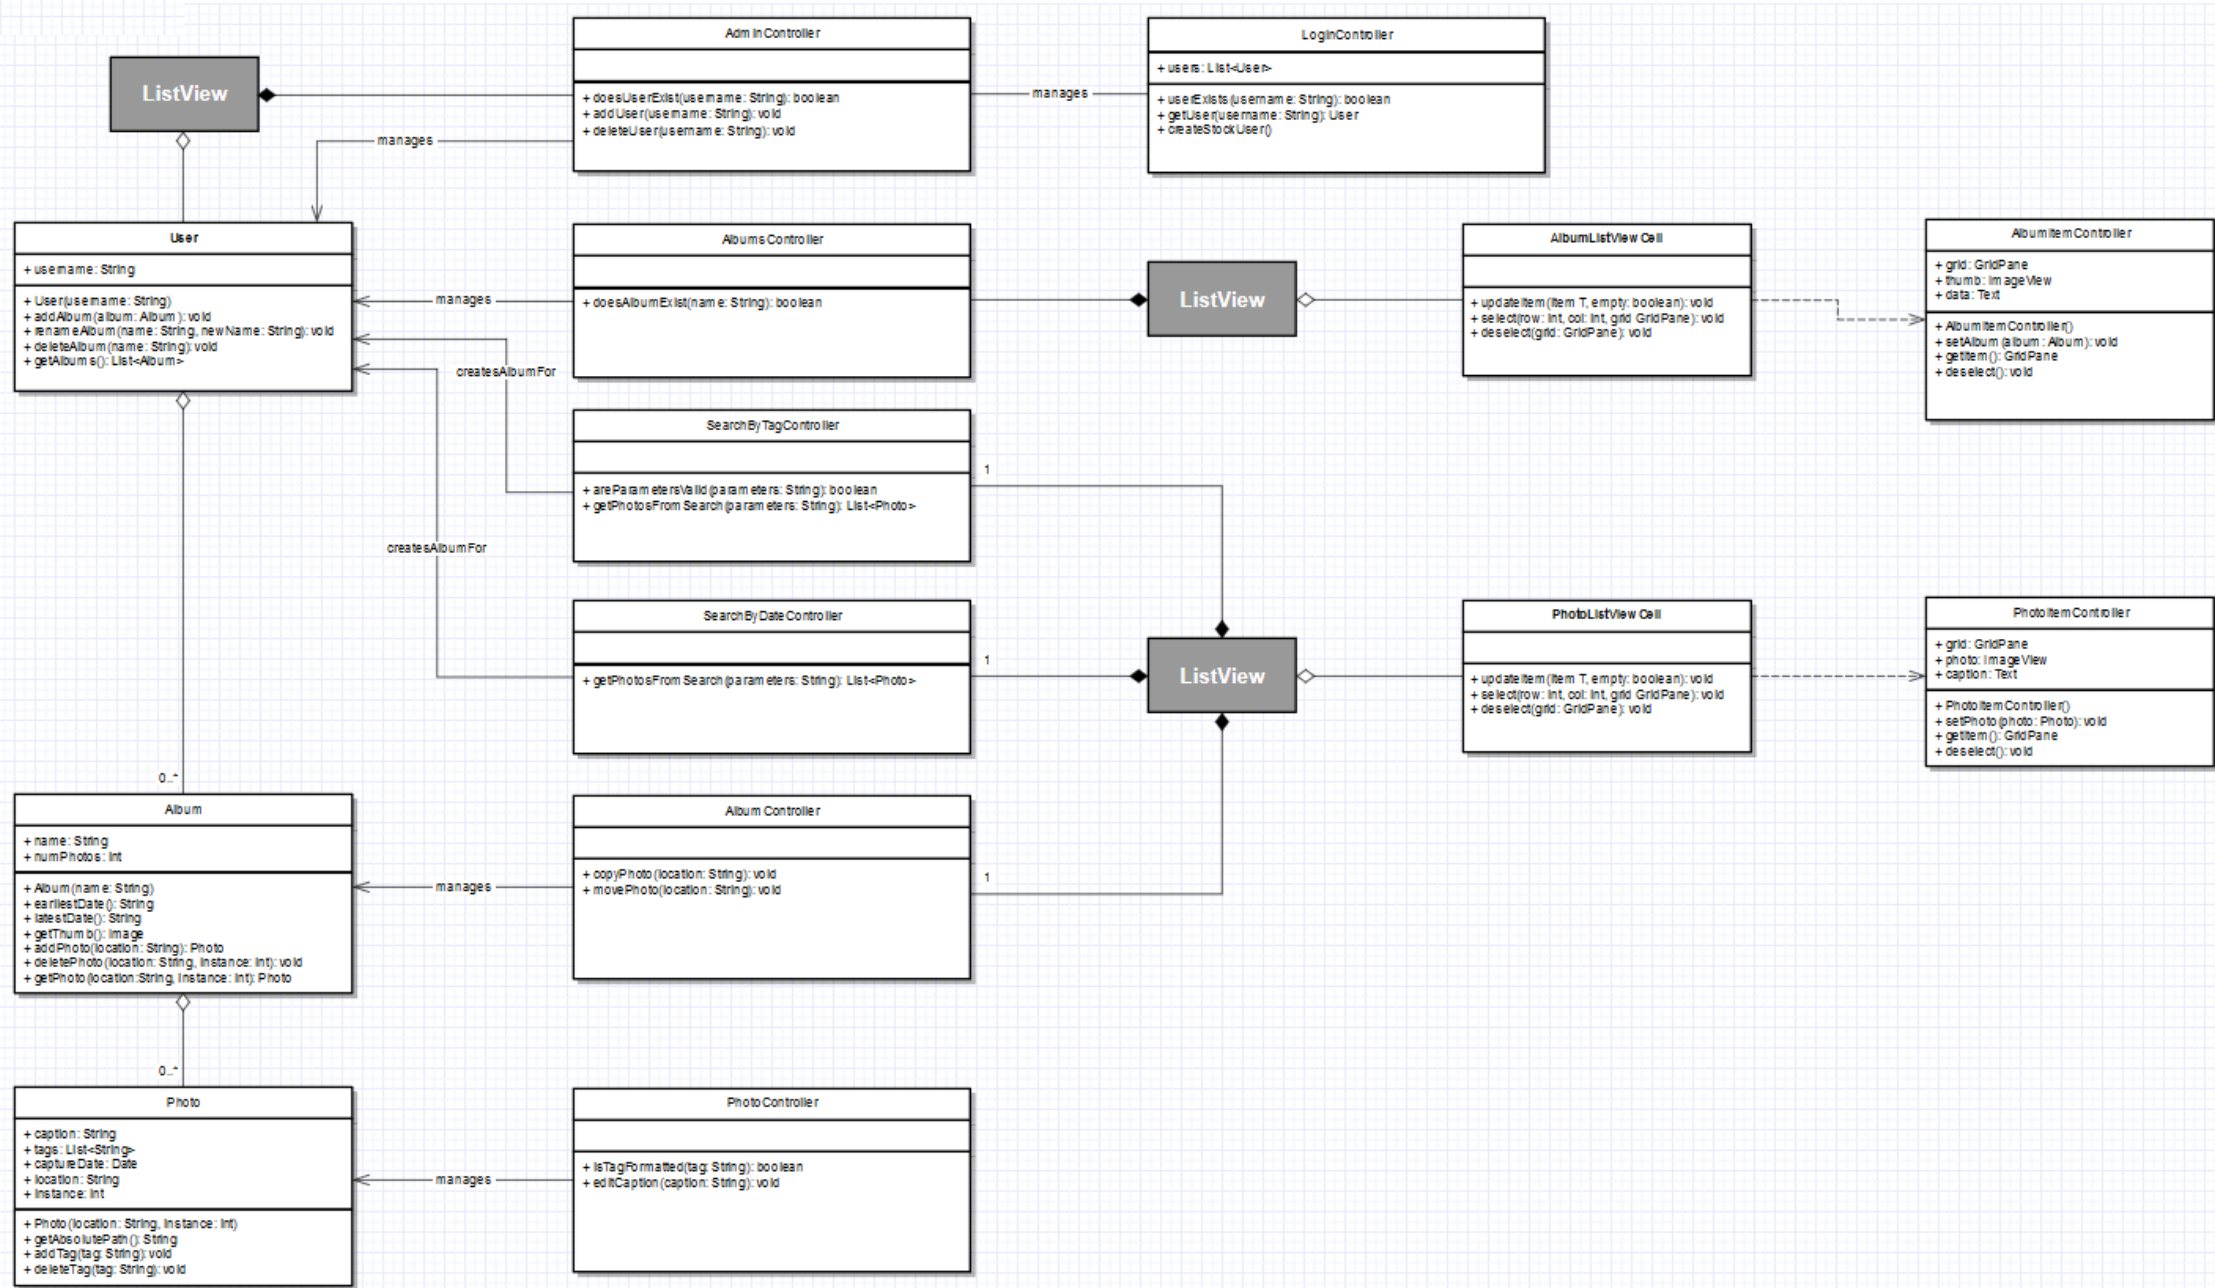 AdminController
+ doesUserExist(username: String): boolean
+ addUser(username: String): void
+ deleteUser(username: String): void
LoginController
+ users: List<User>
+ userExists(username: String): boolean
+ getUser(username: String): User
+ createStockUser()
ListView
manages
manages
User
+ username: String
+ User(username: String)
+ addAlbum(album: Album): void
+ renameAlbum(name: String, newName: String): void
+ deleteAlbum(name: String): void
+ getAlbums(): List<Album>
manages
AlbumsController
+ doesAlbumExist(name: String): boolean
ListView
AlbumListView Cell
+ updateItem(item T, empty: boolean): void
+ select(row: int, col: int, grid GridPane): void
+ deselect(grid: GridPane): void
AlbumItemController
+ grid: GridPane
+ thumb: ImageView
+ data: Text
+ AlbumItemController()
+ setAlbum(album: Album): void
+ getItem(): GridPane
+ deselect(): void
createsAlbumFor
SearchByTagController
+ areParametersValid(parameters: String): boolean
+ getPhotosFromSearch(parameters: String): List<Photo>
1
createsAlbumFor
SearchByDateController
+ getPhotosFromSearch(parameters: String): List<Photo>
1
ListView
PhotoListView Cell
+ updateItem(item T, empty: boolean): void
+ select(row: int, col: int, grid GridPane): void
+ deselect(grid: GridPane): void
PhotoItemController
+ grid: GridPane
+ photo: ImageView
+ caption: Text
+ PhotoItemController()
+ setPhoto(photo: Photo): void
+ getItem(): GridPane
+ deselect(): void
0..*
Album
+ name: String
+ numPhotos: int
+ Album(name: String)
+ earliestDate(): String
+ latestDate(): String
+ getThumb(): Image
+ addPhoto(location: String): Photo
+ deletePhoto(location: String, instance: int): void
+ getPhoto(location:String, instance: int): Photo
manages
Album Controller
+ copyPhoto(location: String): void
+ movePhoto(location: String): void
1
0..*
Photo
+ caption: String
+ tags: List<String>
+ captureDate: Date
+ location: String
+ instance: int
+ Photo(location: String, instance: int)
+ getAbsolutePath(): String
+ addTag(tag: String): void
+ deleteTag(tag: String): void
manages
PhotoController
+ isTagFormatted(tag: String): boolean
+ editCaption(caption: String): void